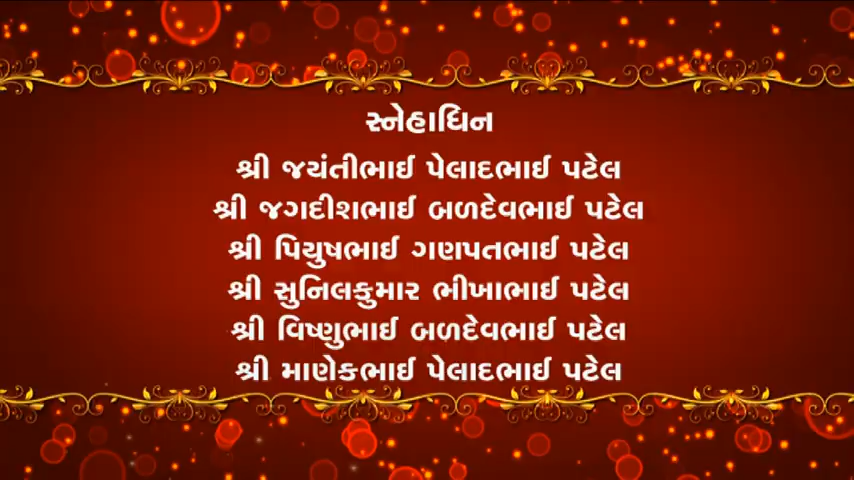 સ્નેહાધિન
શ્રી જયંતીભાઈ પેલાદભાઈ પટેલ
શ્રી જગદીશભાઈ બળદેવભાઈ પટેલ
શ્રી પિયુષભાઈ ગણપતભાઈ પટેલ
શ્રી સુનિલકુમાર ભીખાભાઈ પટેલ
શ્રી વિષ્ણુભાઈ બળદેવભાઈ પટેલ
શ્રી માણેકભાઈ પેલાદભાઈ પટેલ